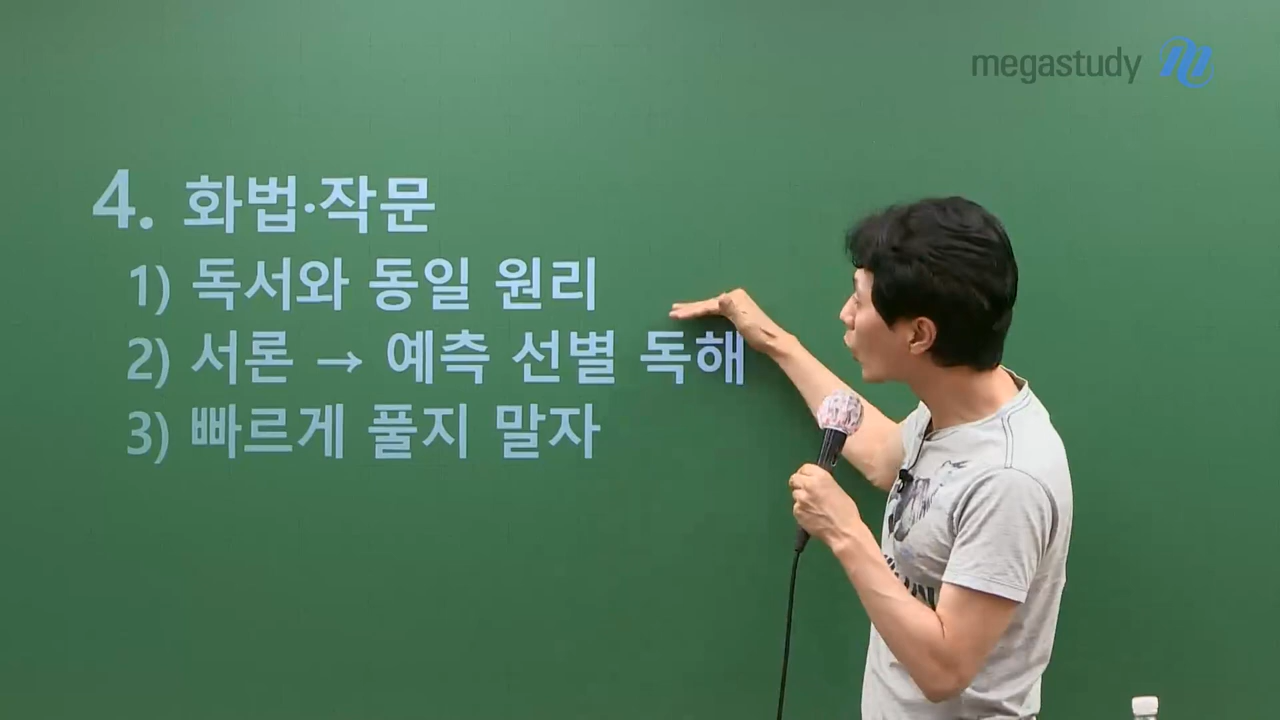 megastudy
4. 화법·작문
1) 독서와 동일 원리
2) 서론 → 예측 선별 독해
3) 빠르게 풀지 말자